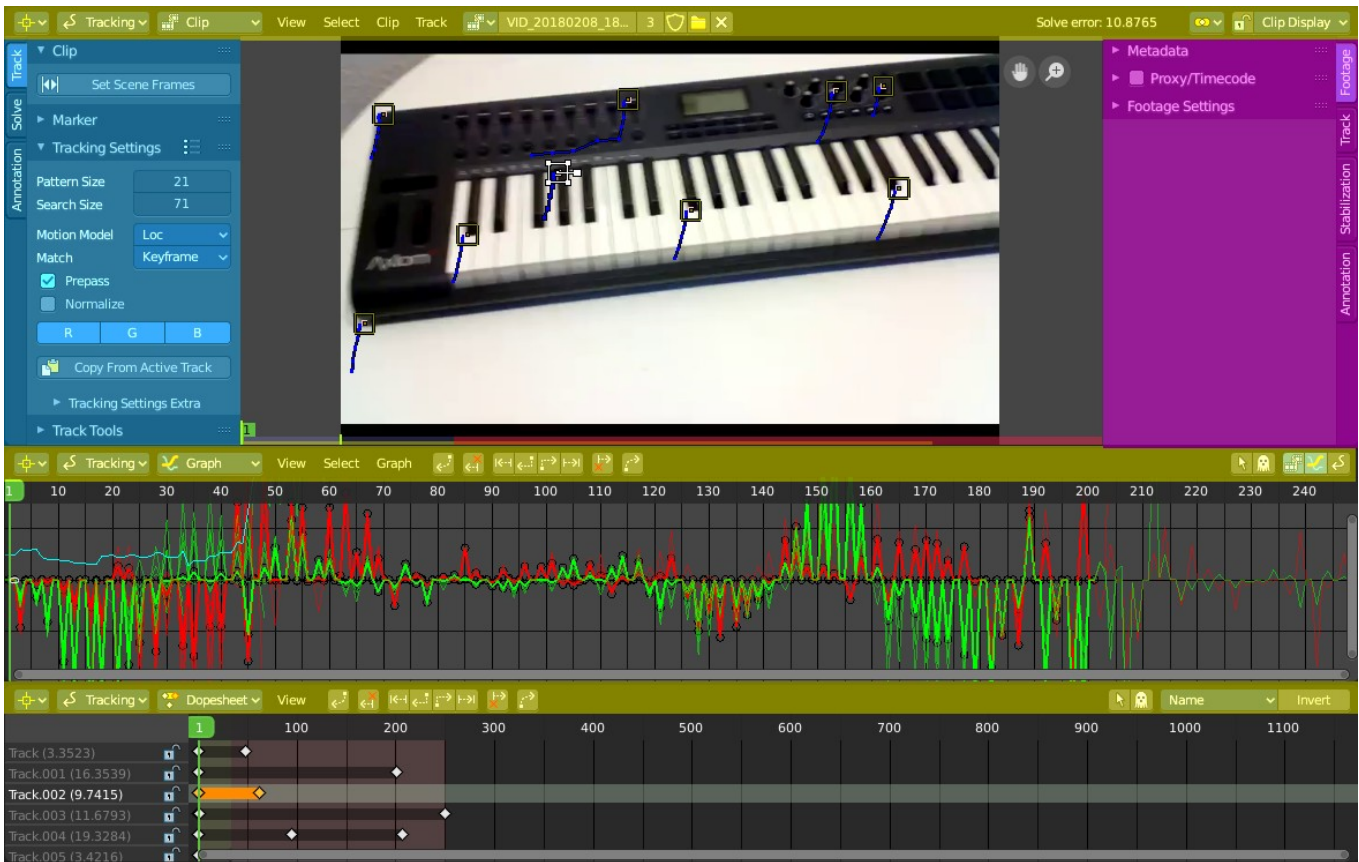 Tracking Clip View Select Clip Track VID_20180208_18... 3 Solve error: 10.8765 Clip Display
Track
Solve
Annotation
Clip
Set Scene Frames
Marker
Tracking Settings
Pattern Size 21
Search Size 71
Motion Model Loc
Match Keyframe
Prepass
Normalize
R G B
Copy From Active Track
Tracking Settings Extra
Track Tools
1
Axiom
Metadata
Proxy/Timecode
Footage Settings
Footage
Track
Stabilization
Annotation
Tracking Graph View Select Graph
1 10 20 30 40 50 60 70 80 90 100 110 120 130 140 150 160 170 180 190 200 210 220 230 240
0
Tracking Dopesheet View Name Invert
1 100 200 300 400 500 600 700 800 900 1000 1100
Track (3.3523)
Track.001 (16.3539)
Track.002 (9.7415)
Track.003 (11.6793)
Track.004 (19.3284)
Track.005 (3.4216)